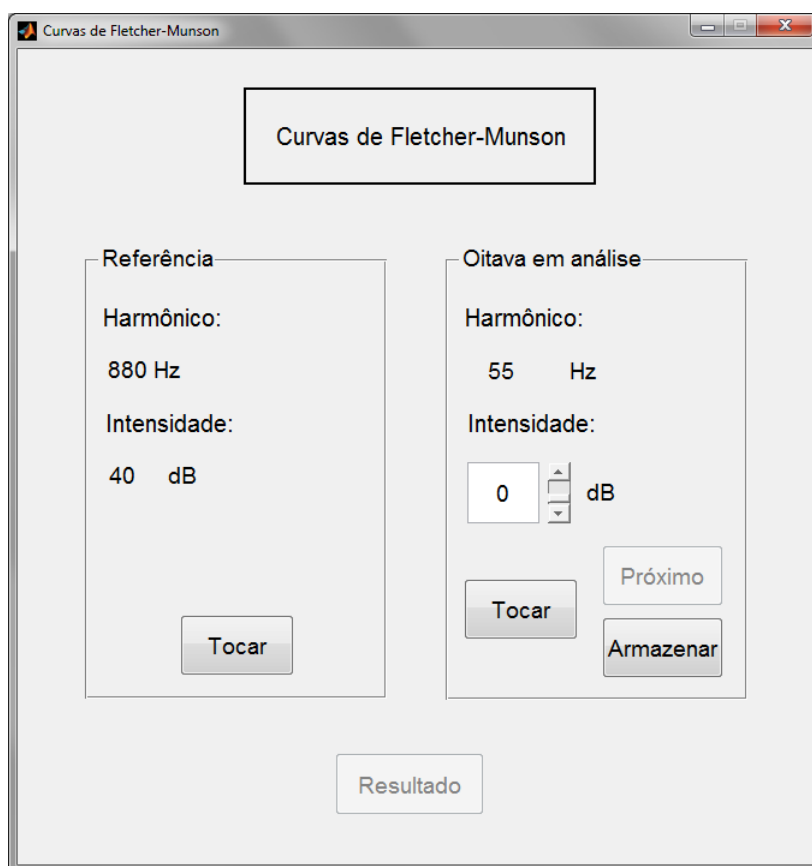 Curvas de Fletcher-Munson
Curvas de Fletcher-Munson
Referência
Harmônico:
880 Hz
Intensidade:
40 dB
Tocar
Oitava em análise
Harmônico:
55 Hz
Intensidade:
0 dB
Próximo
Tocar
Armazenar
Resultado